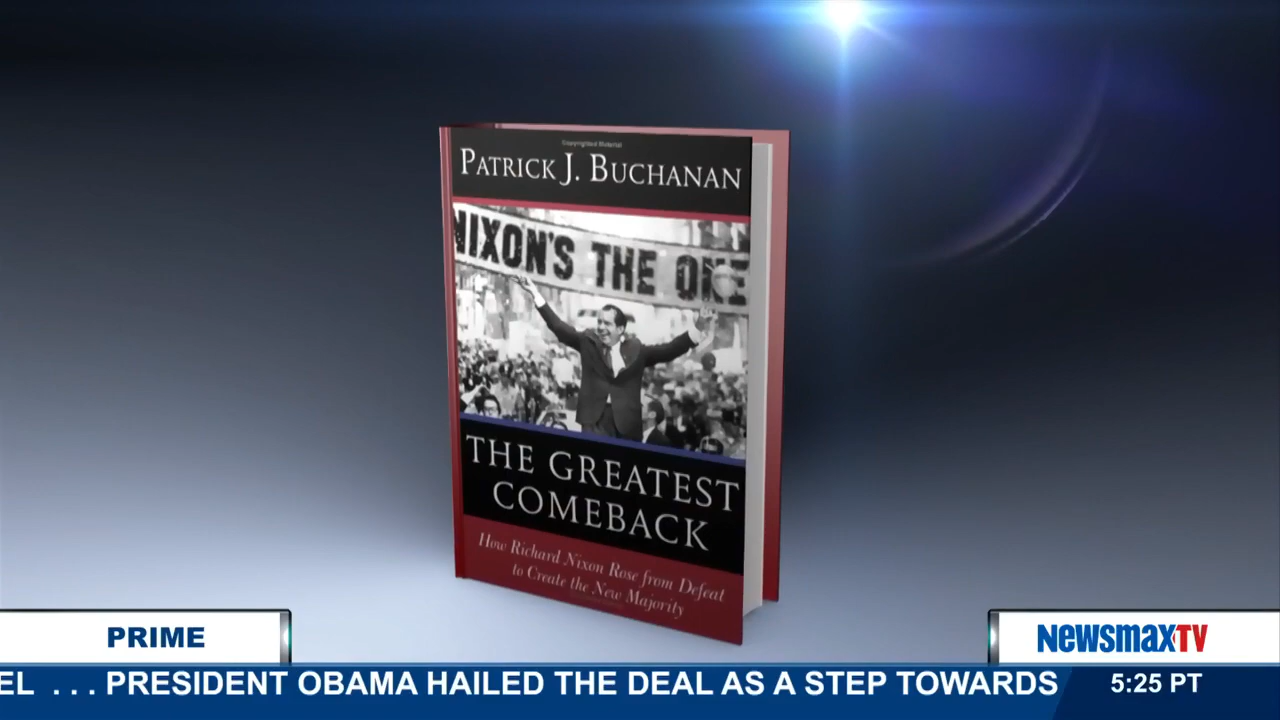 Copyrighted Material
PATRICK J. BUCHANAN
NIXON'S THE ONE
THE GREATEST
COMEBACK
How Richard Nixon Rose from Defeat
to Create the New Majority
PRIME
NEWSMAXTV
EL ... PRESIDENT OBAMA HAILED THE DEAL AS A STEP TOWARDS
5:25 PT